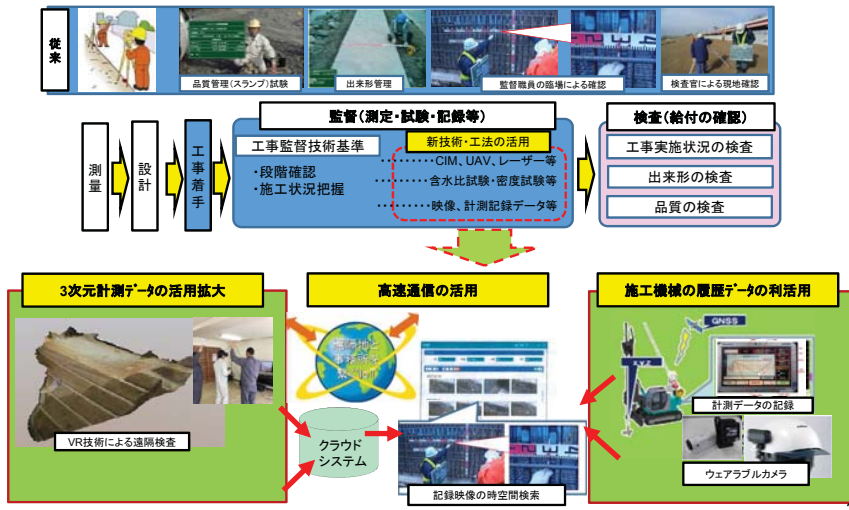 従来
品質管理(スランプ)試験
出来形管理
監督職員の臨場による確認
検査官による現地確認
測量
設計
工事着手
監督(測定・試験・記録等)
工事監督技術基準
・段階確認
・施工状況把握
新技術・工法の活用
・・・・・・・・・CIM、UAV、レーザー等
・・・・・・・・含水比試験・密度試験等
・・・・・・・・映像、計測記録データ等
検査(給付の確認)
工事実施状況の検査
出来形の検査
品質の検査
3次元計測データの活用拡大
VR技術による遠隔検査
高速通信の活用
クラウド
システム
記録映像の時空間検索
施工機械の履歴データの利活用
GNSS
XYZ
計測データの記録
ウェアラブルカメラ